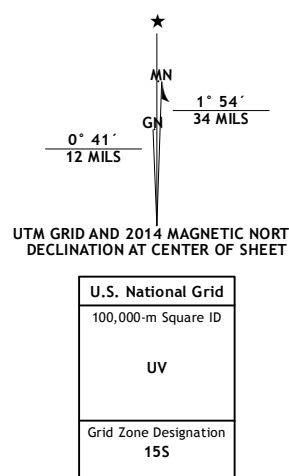 ★
MN
1° 54´
34 MILS
GN
0° 41´
12 MILS
UTM GRID AND 2014 MAGNETIC NORT
DECLINATION AT CENTER OF SHEET
U.S. National Grid
100,000-m Square ID
UV
Grid Zone Designation
15S